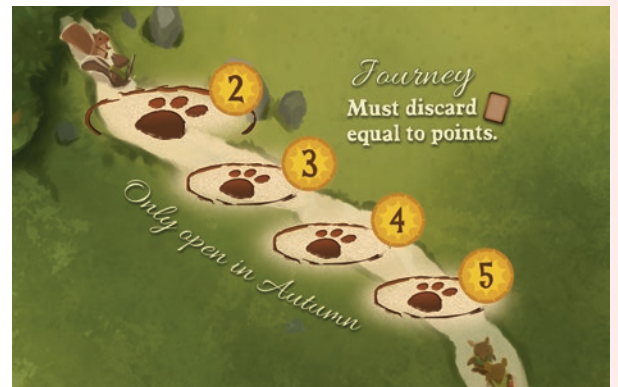 2
Journey
Must discard
equal to points.
3
4
Only open in Autumn
5